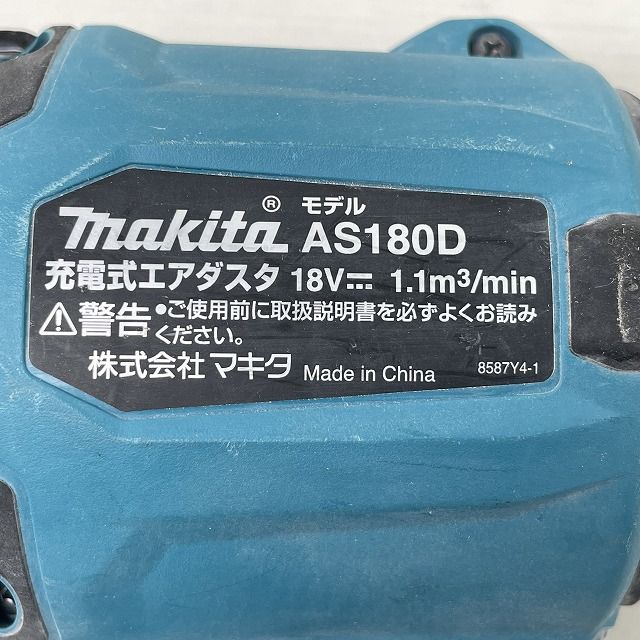 makita® モデル AS180D
充電式エアダスタ 18V⎓ 1.1m³/min
⚠警告 •ご使用前に取扱説明書を必ずよくお読み
ください。
株式会社 マキタ Made in China 8587Y4-1